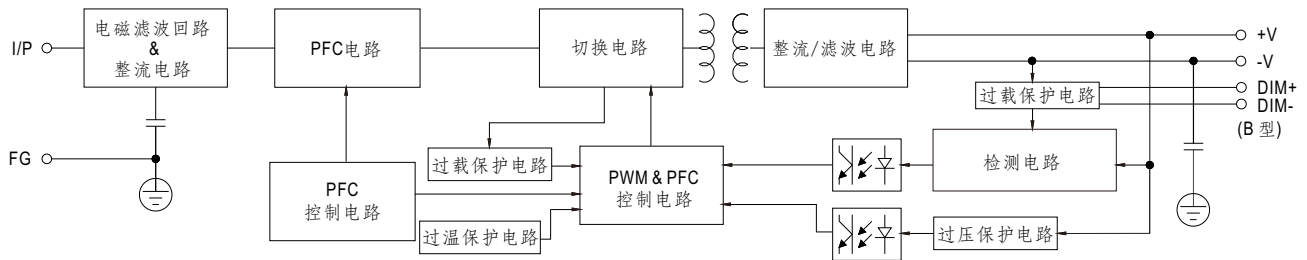 I/P
电磁滤波回路
&
整流电路
PFC电路
切换电路
整流/滤波电路
+V
-V
DIM+
DIM-
(B 型)
过载保护电路
FG
过载保护电路
PWM & PFC
控制电路
检测电路
PFC
控制电路
过温保护电路
过压保护电路